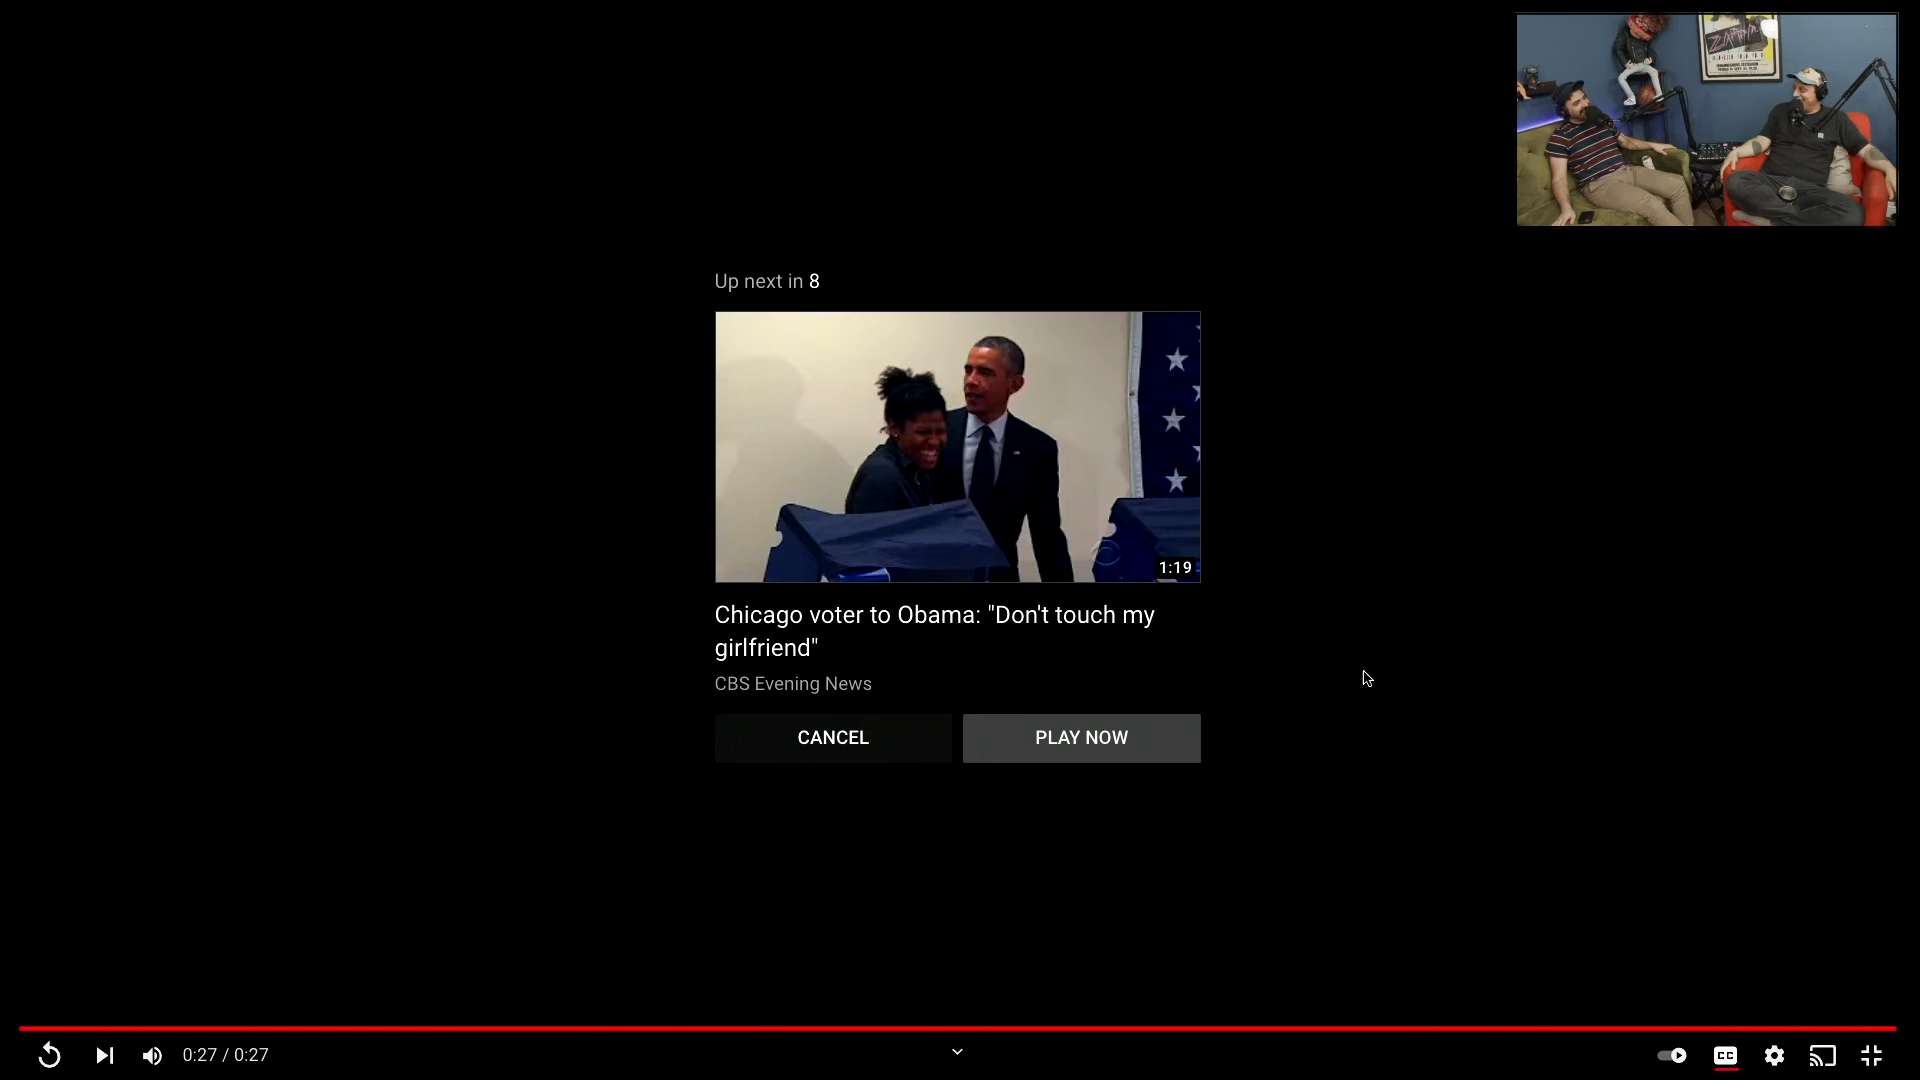 Up next in 8
1:19
Chicago voter to Obama: "Don't touch my
girlfriend"
CBS Evening News
CANCEL
PLAY NOW
0:27 / 0:27
CC